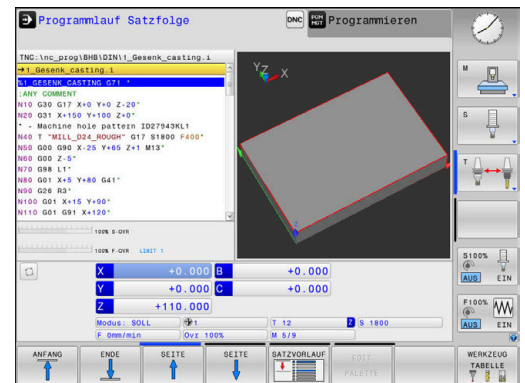 Programmlauf Satzfolge
DNC
PGM MGT
Programmieren
TNC:\nc_prog\BHB\DIN\1_Gesenk_casting.i
→1_Gesenk_casting.i
%1_GESENK_CASTING G71 *
;ANY COMMENT
N10 G30 G17 X+0 Y+0 Z-20*
N20 G31 X+150 Y+100 Z+0*
* - Machine hole pattern ID27943KL1
N40 T "MILL_D24_ROUGH" G17 S1800 F400*
N50 G00 G90 X-25 Y+65 Z+1 M13*
N60 G00 Z-5*
N70 G98 L1*
N80 G01 X+5 Y+80 G41*
N90 G26 R3*
N100 G01 X+15 Y+90*
N110 G01 G91 X+120*
Y Z X
100% S-OVR
100% F-OVR LIMIT 1
X +0.000 B +0.000
Y +0.000 C +0.000
Z +110.000
Modus: SOLL 1 T 12 Z S 1800
F 0mm/min Ovr 100% M 5/9
M
S
T
S100%
AUS EIN
F100%
AUS EIN
ANFANG
ENDE
SEITE
SEITE
SATZVORLAUF
EDIT
PALETTE
WERKZEUG
TABELLE